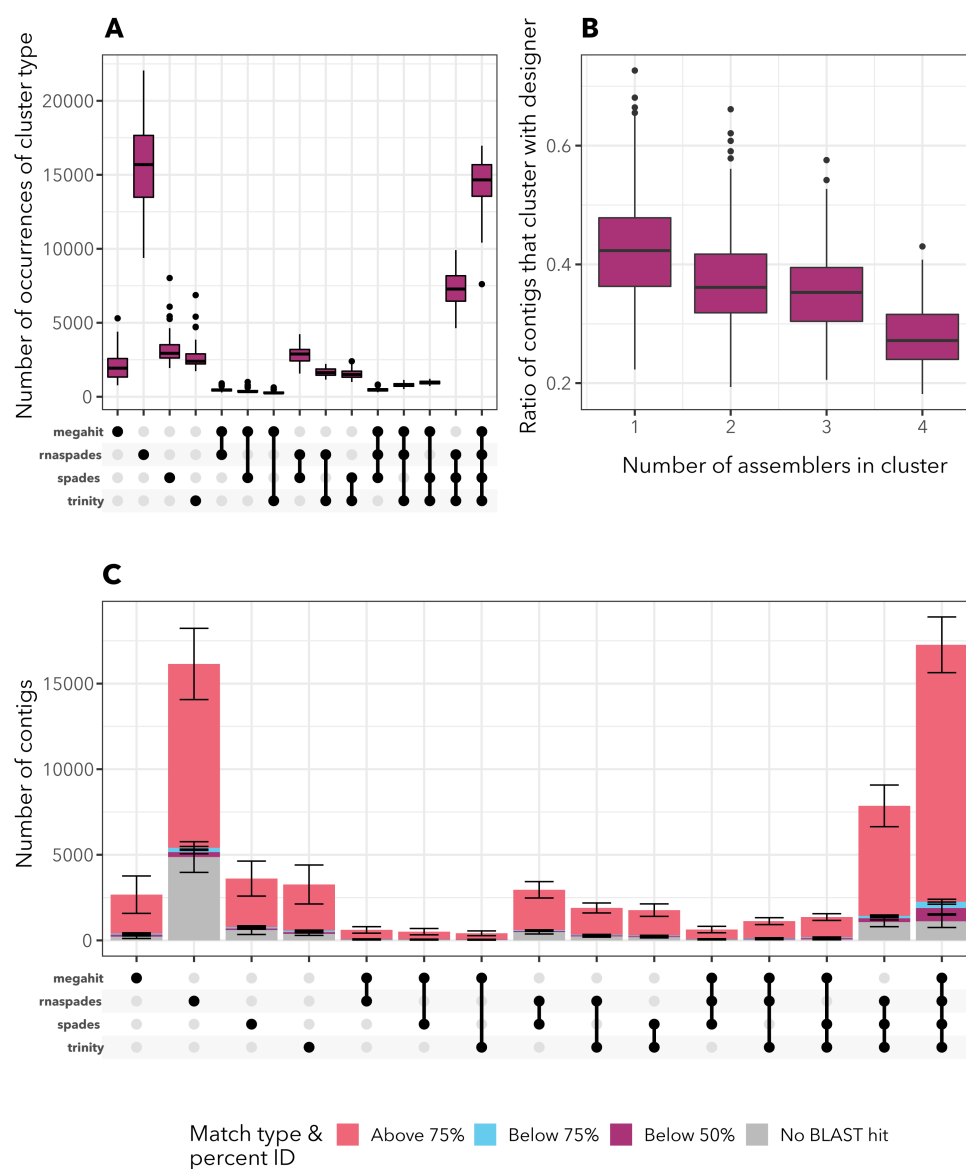 A
Number of occurrences of cluster type
20000
15000
10000
5000
0
megahit
rnaspades
spades
trinity
B
Ratio of contigs that cluster with designer
0.6
0.4
0.2
1 2 3 4
Number of assemblers in cluster
C
Number of contigs
15000
10000
5000
0
megahit
rnaspades
spades
trinity
Match type &
percent ID
Above 75% Below 75% Below 50% No BLAST hit